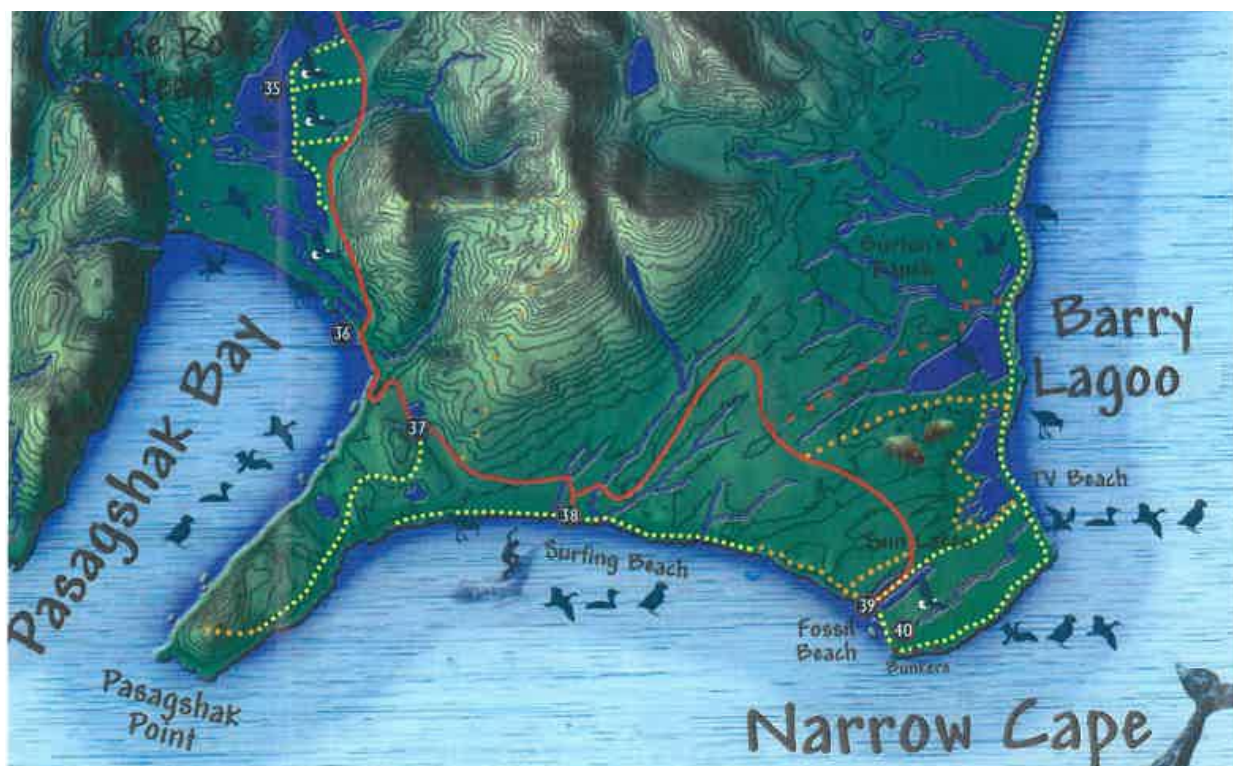 35
36
Pasagshak Bay
37
38
Surfing Beach
Barry
Lagoo
TV Beach
39
40
Fossil
Beach
Bunkers
Pasagshak
Point
Narrow Cape